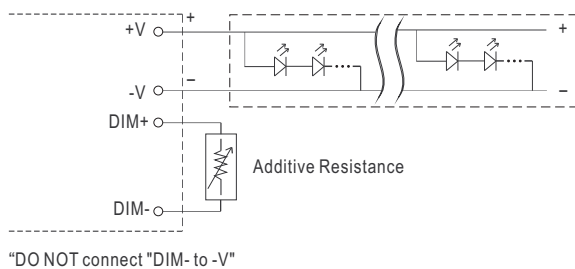 +V
+
+
-V
−
−
DIM+
Additive Resistance
DIM-
“DO NOT connect "DIM- to -V"